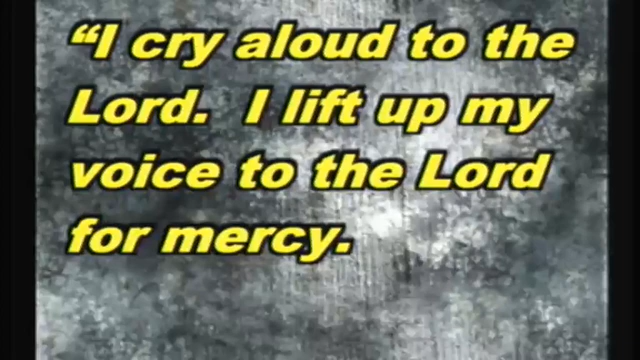 “I cry aloud to the
Lord.  I lift up my
voice to the Lord
for mercy.